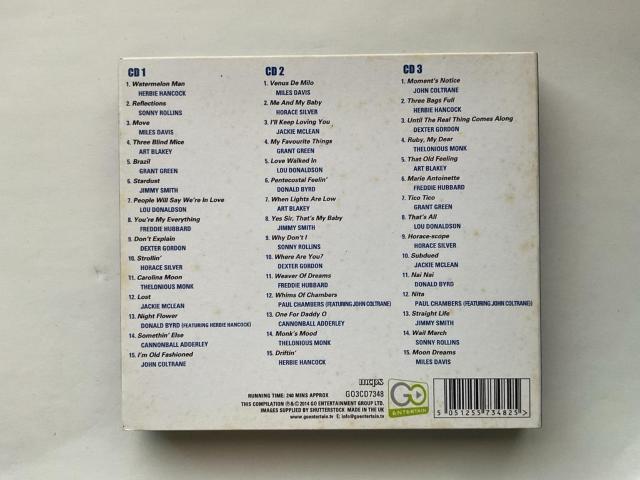 CD 1
1. Watermelon Man
HERBIE HANCOCK
2. Reflections
SONNY ROLLINS
3. Move
MILES DAVIS
4. Three Blind Mice
ART BLAKEY
5. Brazil
GRANT GREEN
6. Stardust
JIMMY SMITH
7. People Will Say We're In Love
LOU DONALDSON
8. You're My Everything
FREDDIE HUBBARD
9. Don't Explain
DEXTER GORDON
10. Strollin'
HORACE SILVER
11. Carolina Moon
THELONIOUS MONK
12. Lost
JACKIE MCLEAN
13. Night Flower
DONALD BYRD (FEATURING HERBIE HANCOCK)
14. Somethin' Else
CANNONBALL ADDERLEY
15. I'm Old Fashioned
JOHN COLTRANE
CD 2
1. Venus De Milo
MILES DAVIS
2. Me And My Baby
HORACE SILVER
3. I'll Keep Loving You
JACKIE MCLEAN
4. My Favourite Things
GRANT GREEN
5. Love Walked In
LOU DONALDSON
6. Pentecostal Feelin'
DONALD BYRD
7. When Lights Are Low
ART BLAKEY
8. Yes Sir, That's My Baby
JIMMY SMITH
9. Why Don't I
SONNY ROLLINS
10. Where Are You?
DEXTER GORDON
11. Weaver Of Dreams
FREDDIE HUBBARD
12. Whims Of Chambers
PAUL CHAMBERS (FEATURING JOHN COLTRANE)
13. One For Daddy O
CANNONBALL ADDERLEY
14. Monk's Mood
THELONIOUS MONK
15. Driftin'
HERBIE HANCOCK
CD 3
1. Moment's Notice
JOHN COLTRANE
2. Three Bags Full
HERBIE HANCOCK
3. Until The Real Thing Comes Along
DEXTER GORDON
4. Ruby, My Dear
THELONIOUS MONK
5. That Old Feeling
ART BLAKEY
6. Marie Antoinette
FREDDIE HUBBARD
7. Tico Tico
GRANT GREEN
8. That's All
LOU DONALDSON
9. Horace-scope
HORACE SILVER
10. Subdued
JACKIE MCLEAN
11. Nai Nai
DONALD BYRD
12. Nita
PAUL CHAMBERS (FEATURING JOHN COLTRANE)
13. Straight Life
JIMMY SMITH
14. Wail March
SONNY ROLLINS
15. Moon Dreams
MILES DAVIS
mcps
RUNNING TIME: 240 MINS APPROX GO3CD7348
THIS COMPILATION ℗ & © 2014 GO ENTERTAINMENT GROUP LTD.
IMAGES SUPPLIED BY SHUTTERSTOCK MADE IN THE UK
www.goentertain.tv E: info@goentertain.tv
GO
ENTERTAIN
5 051255 734825 >